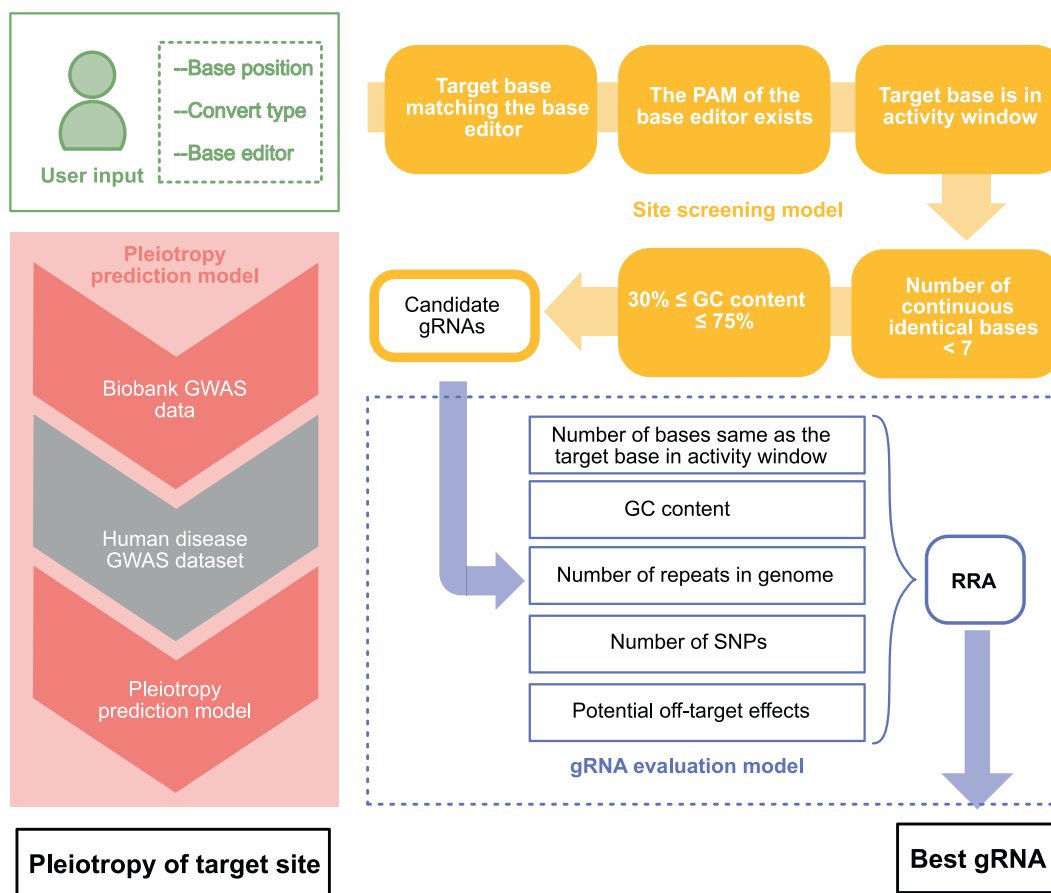 --Base position
--Convert type
--Base editor
User input
Target base
matching the base
editor
The PAM of the
base editor exists
Target base is in
activity window
Site screening model
Number of
continuous
identical bases
< 7
30% ≤ GC content
≤ 75%
Candidate
gRNAs
Pleiotropy
prediction model
Biobank GWAS
data
Human disease
GWAS dataset
Pleiotropy
prediction model
Number of bases same as the
target base in activity window
GC content
Number of repeats in genome
Number of SNPs
Potential off-target effects
RRA
gRNA evaluation model
Pleiotropy of target site
Best gRNA